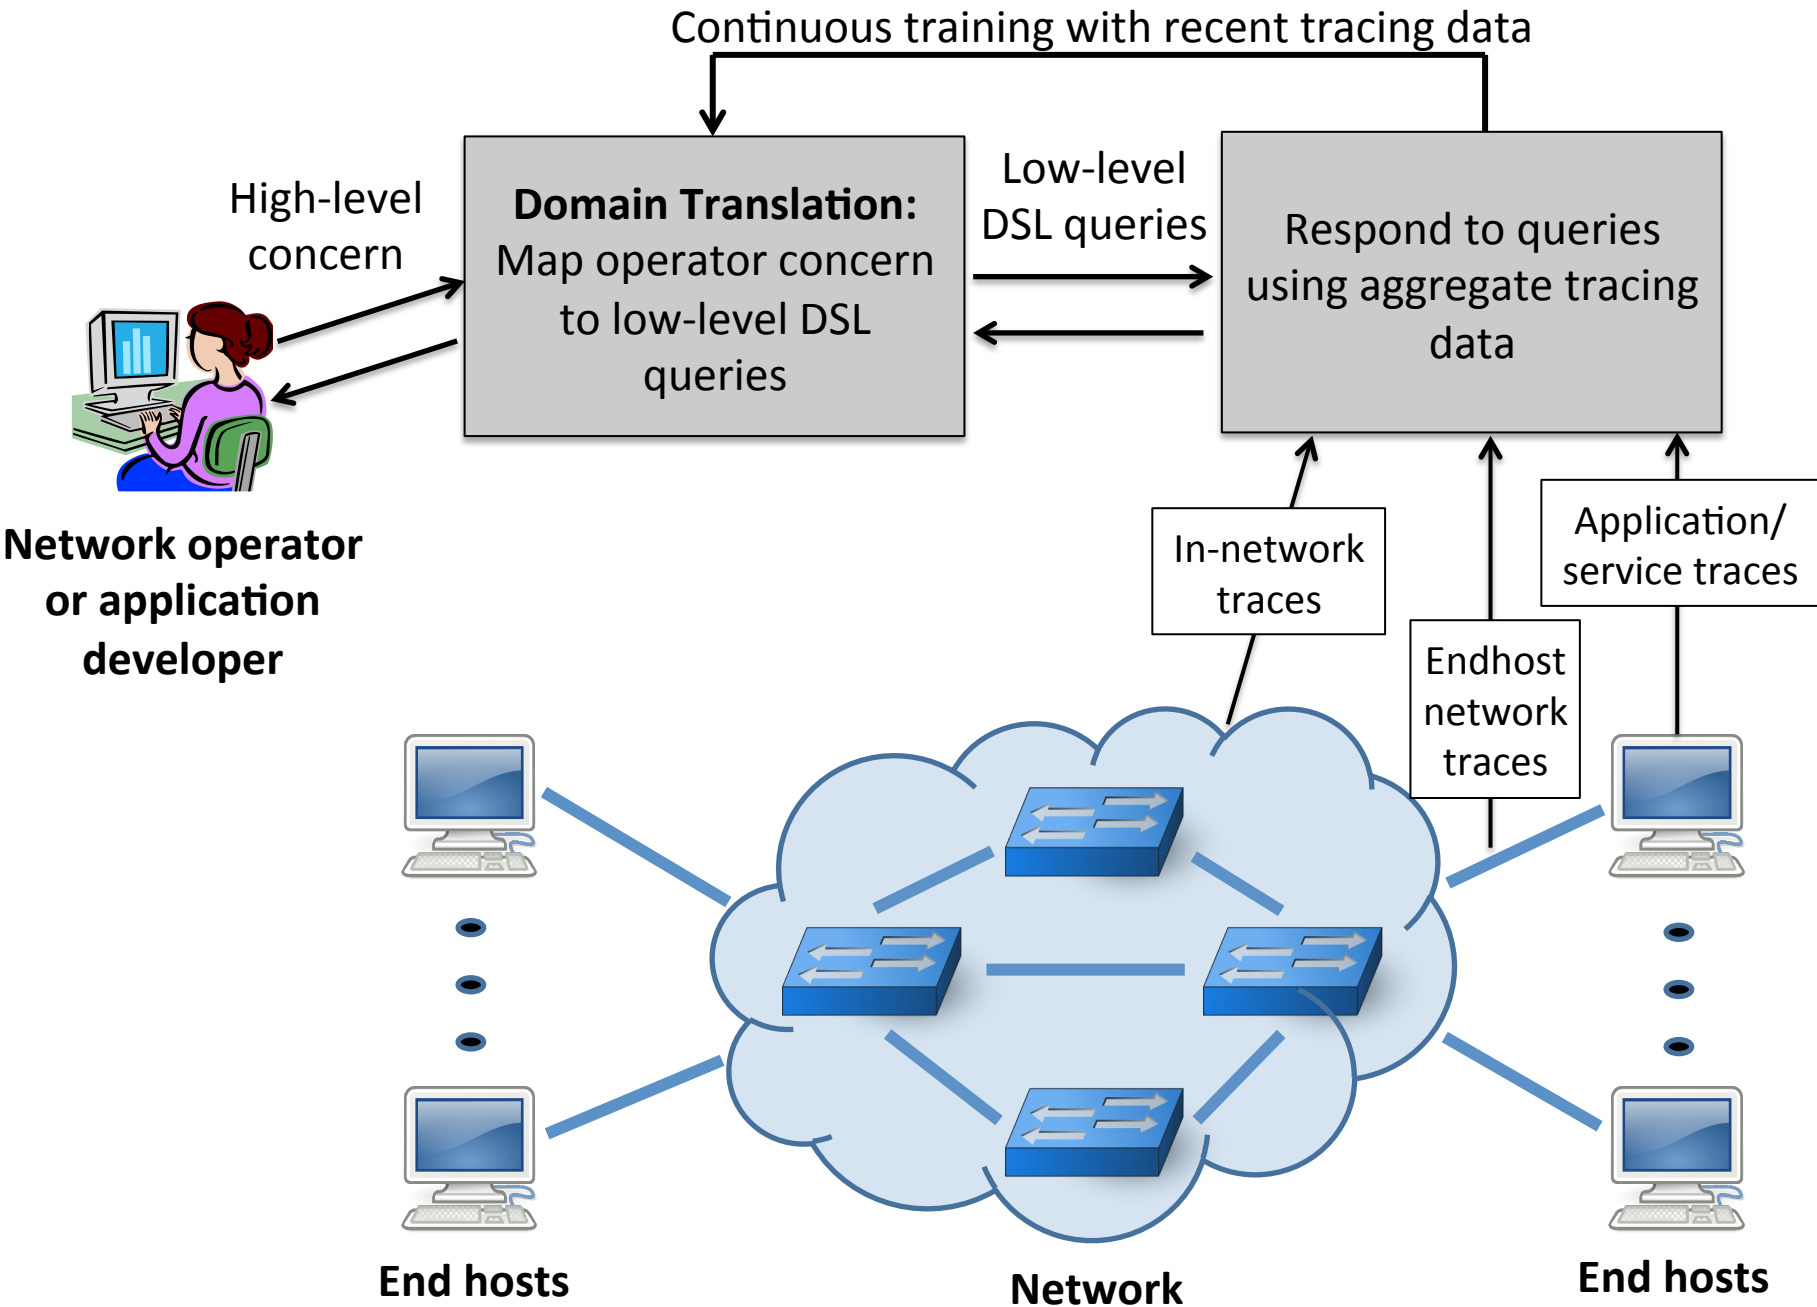 Continuous training with recent tracing data
High-level
concern
Domain Translation:
Map operator concern
to low-level DSL
queries
Low-level
DSL queries
Respond to queries
using aggregate tracing
data
Network operator
or application
developer
In-network
traces
Endhost
network
traces
Application/
service traces
End hosts
Network
End hosts